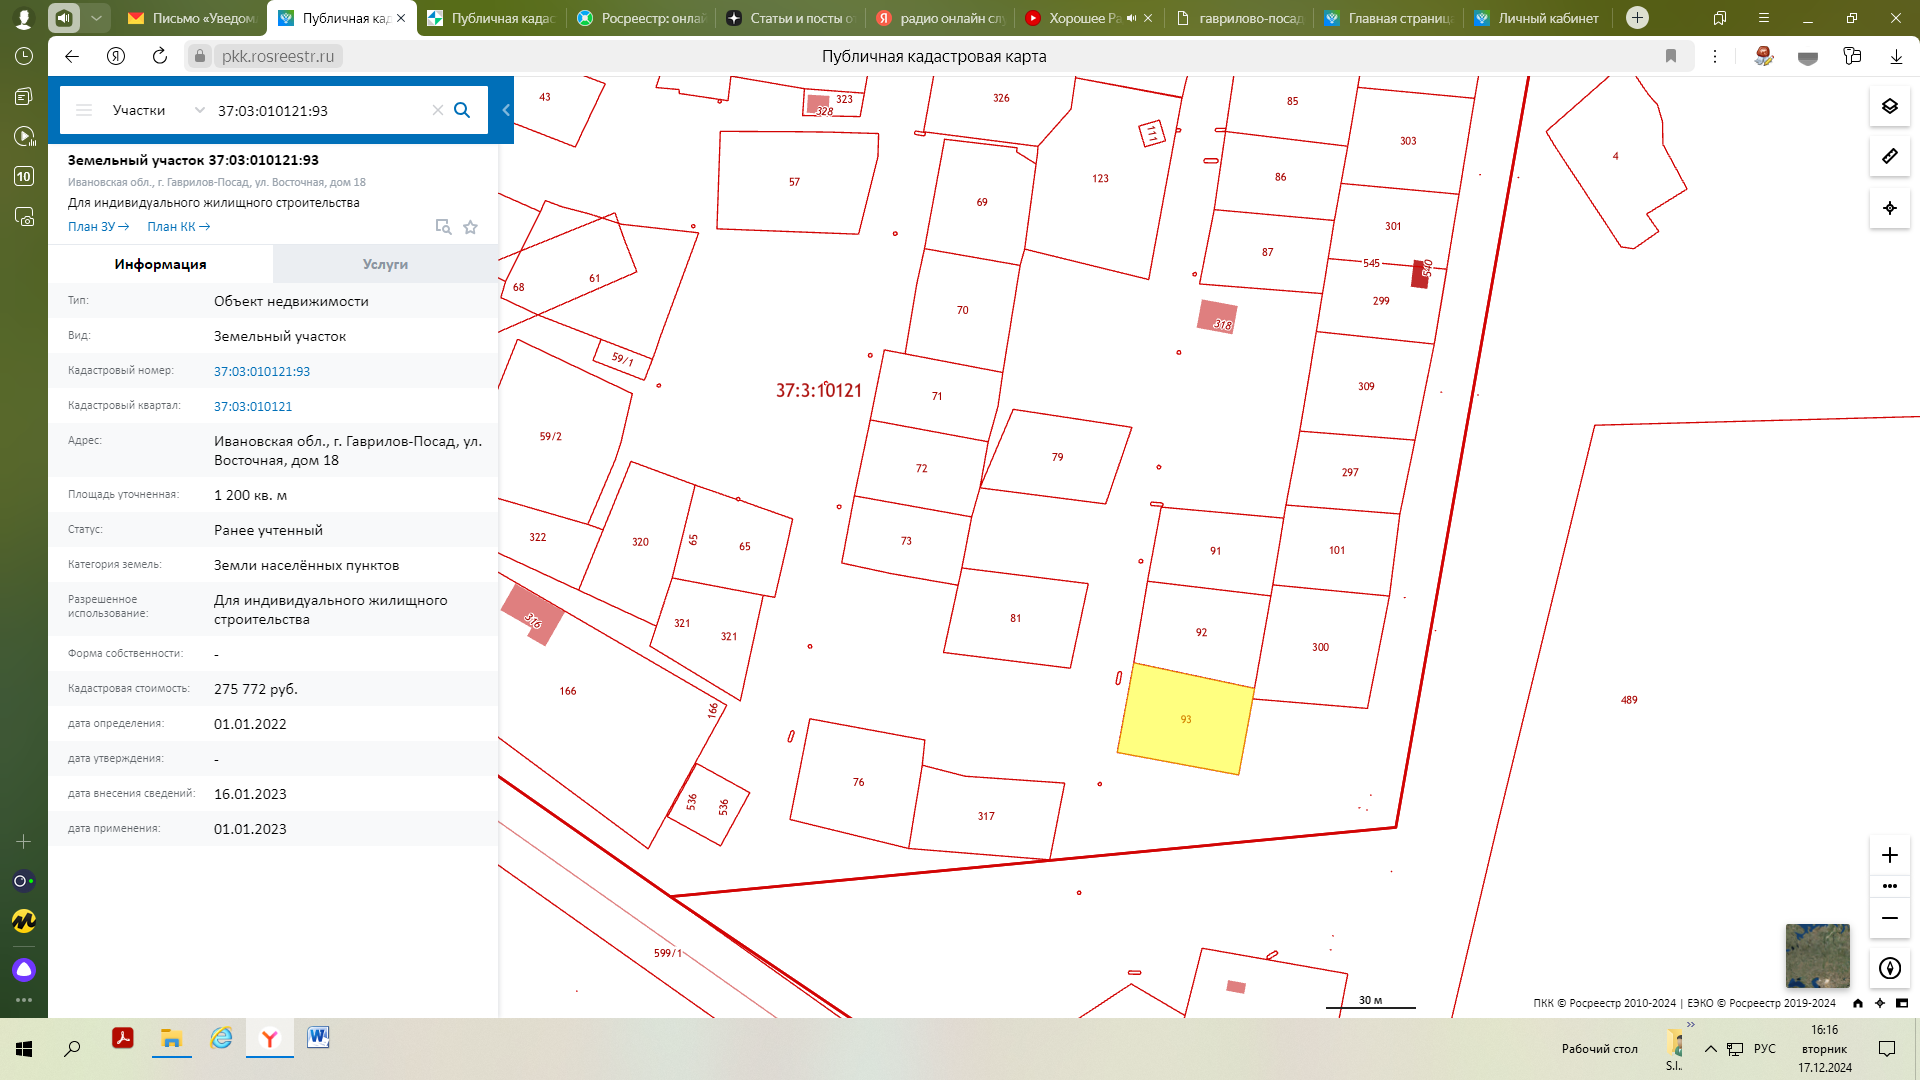 Письмо «Уведом
Публичная кад
Публичная кадас
Росреестр: онлай
Статьи и посты о
радио онлайн слу
Хорошее Ра
гаврилово-посад
Главная страниц
Личный кабинет
pkk.rosreestr.ru
Публичная кадастровая карта
10
Участки
37:03:010121:93
Земельный участок 37:03:010121:93
Ивановская обл., г. Гаврилов-Посад, ул. Восточная, дом 18
Для индивидуального жилищного строительства
План ЗУ →
План КК →
Информация
Услуги
Тип:
Объект недвижимости
Вид:
Земельный участок
Кадастровый номер:
37:03:010121:93
Кадастровый квартал:
37:03:010121
Адрес:
Ивановская обл., г. Гаврилов-Посад, ул.
Восточная, дом 18
Площадь уточненная:
1 200 кв. м
Статус:
Ранее учтенный
Категория земель:
Земли населённых пунктов
Разрешенное
использование:
Для индивидуального жилищного
строительства
Форма собственности:
-
Кадастровая стоимость:
275 772 руб.
дата определения:
01.01.2022
дата утверждения:
-
дата внесения сведений:
16.01.2023
дата применения:
01.01.2023
43
323
328
326
85
303
4
57
69
123
111
86
301
87
545
540
299
68
61
70
318
59/1
37:3:10121
71
309
59/2
72
79
297
322
320
65
65
73
91
101
316
321
321
81
92
300
166
166
93
489
76
317
536
536
599/1
30 м
ПКК © Росреестр 2010-2024 | ЕЭКО © Росреестр 2019-2024
Рабочий стол
S.I..
РУС
16:16
вторник
17.12.2024